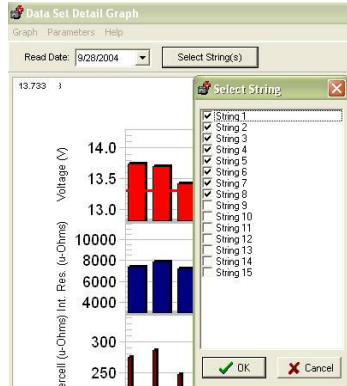 Data Set Detail Graph
Graph Parameters Help
Read Date: 9/28/2004 Select String(s)
13.733
Select String
String 1
String 2
String 3
String 4
String 5
String 6
String 7
String 8
String 9
String 10
String 11
String 12
String 13
String 14
String 15
OK Cancel
Voltage (V)
14.0
13.5
13.0
Int. Res. (u-Ohms)
10000
8000
6000
4000
ercell (u-Ohms)
300
250